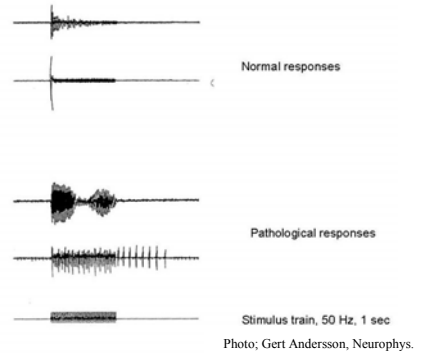 Normal responses
Pathological responses
Stimulus train, 50 Hz, 1 sec
Photo; Gert Andersson, Neurophys.